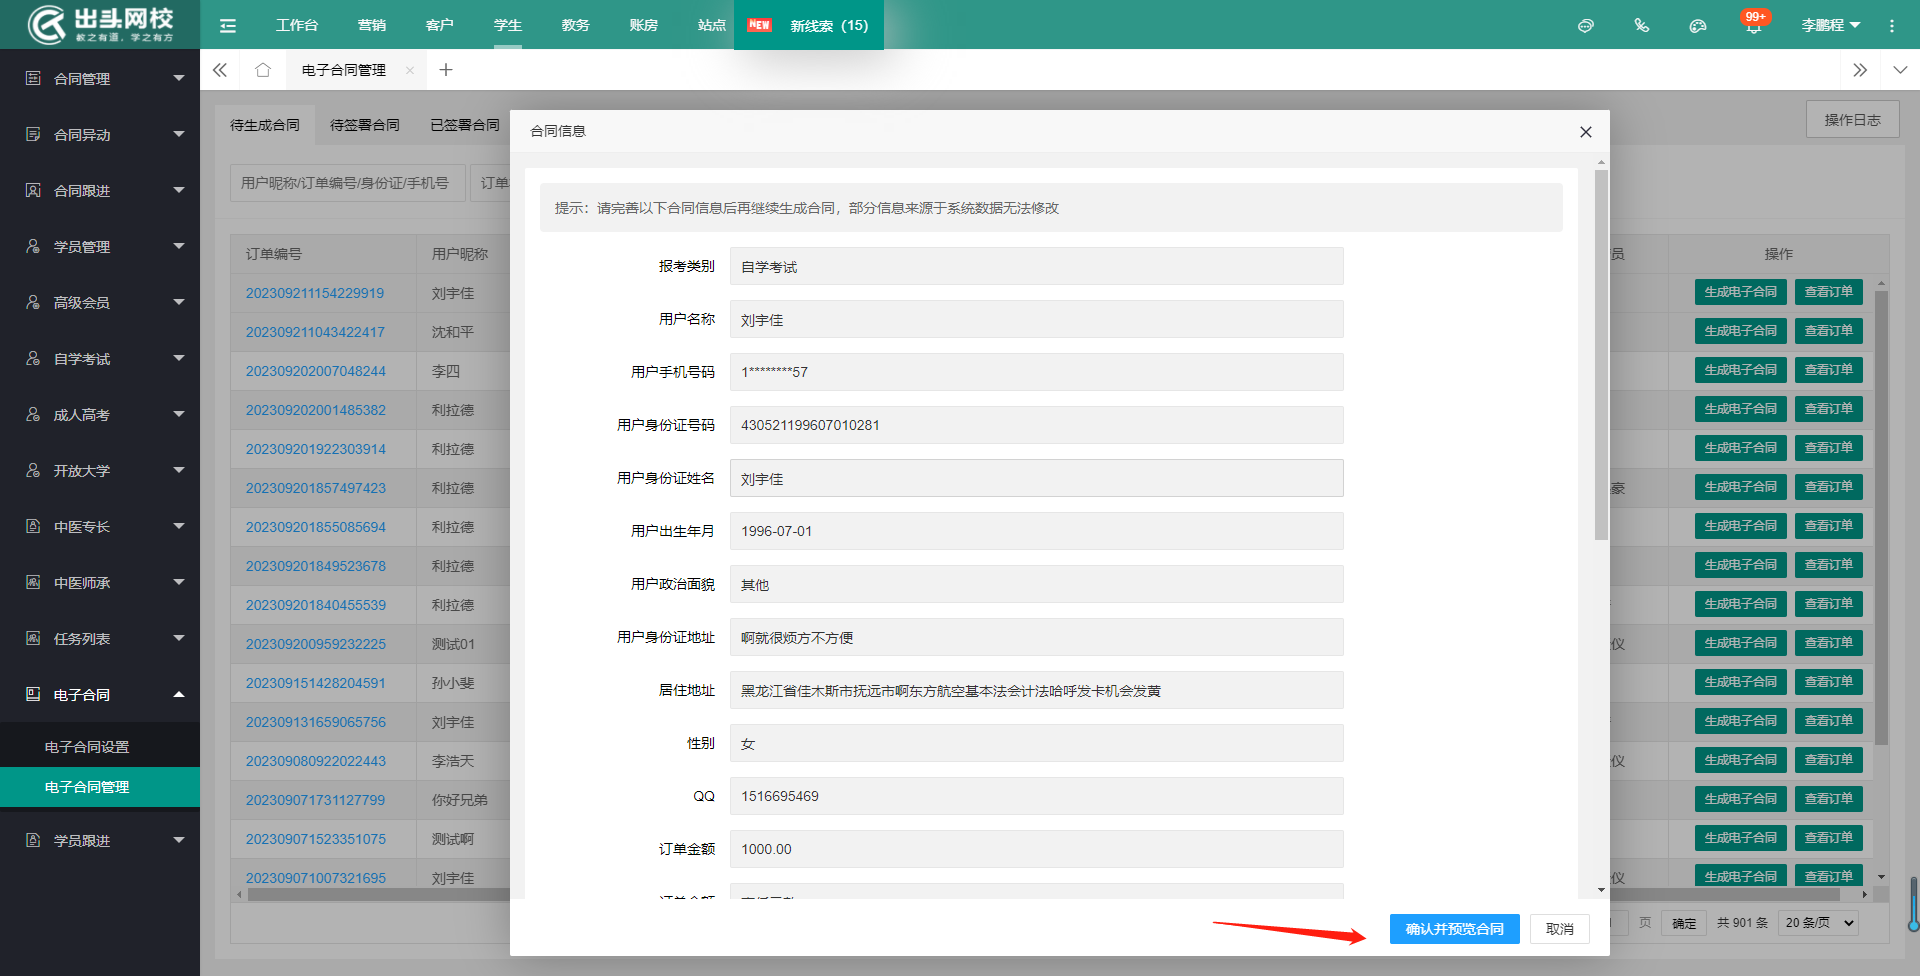 出头网校
教之有道，学之有方
工作台
营销
客户
学生
教务
账房
站点
NEW
新线索（15）
99+
李鹏程
电子合同管理
合同管理
合同异动
合同跟进
学员管理
高级会员
自学考试
成人高考
开放大学
中医专长
中医师承
任务列表
电子合同
电子合同设置
电子合同管理
学员跟进
待生成合同
待签署合同
已签署合同
操作日志
用户昵称/订单编号/身份证/手机号
订单
订单编号
用户昵称
员
操作
202309211154229919
刘宇佳
生成电子合同
查看订单
202309211043422417
沈和平
生成电子合同
查看订单
202309202007048244
李四
生成电子合同
查看订单
202309202001485382
利拉德
生成电子合同
查看订单
202309201922303914
利拉德
生成电子合同
查看订单
202309201857497423
利拉德
豪
生成电子合同
查看订单
202309201855085694
利拉德
生成电子合同
查看订单
202309201849523678
利拉德
生成电子合同
查看订单
202309201840455539
利拉德
生成电子合同
查看订单
202309200959232225
测试01
仪
生成电子合同
查看订单
202309151428204591
孙小斐
生成电子合同
查看订单
202309131659065756
刘宇佳
生成电子合同
查看订单
202309080922022443
李浩天
仪
生成电子合同
查看订单
202309071731127799
你好兄弟
生成电子合同
查看订单
202309071523351075
测试啊
生成电子合同
查看订单
202309071007321695
刘宇佳
仪
生成电子合同
查看订单
页
确定
共 901 条
20 条/页
合同信息
提示：请完善以下合同信息后再继续生成合同，部分信息来源于系统数据无法修改
报考类别
自学考试
用户名称
刘宇佳
用户手机号码
1********57
用户身份证号码
430521199607010281
用户身份证姓名
刘宇佳
用户出生年月
1996-07-01
用户政治面貌
其他
用户身份证地址
啊就很烦方不方便
居住地址
黑龙江省佳木斯市抚远市啊东方航空基本法会计法哈呼发卡机会发黄
性别
女
QQ
1516695469
订单金额
1000.00
确认并预览合同
取消